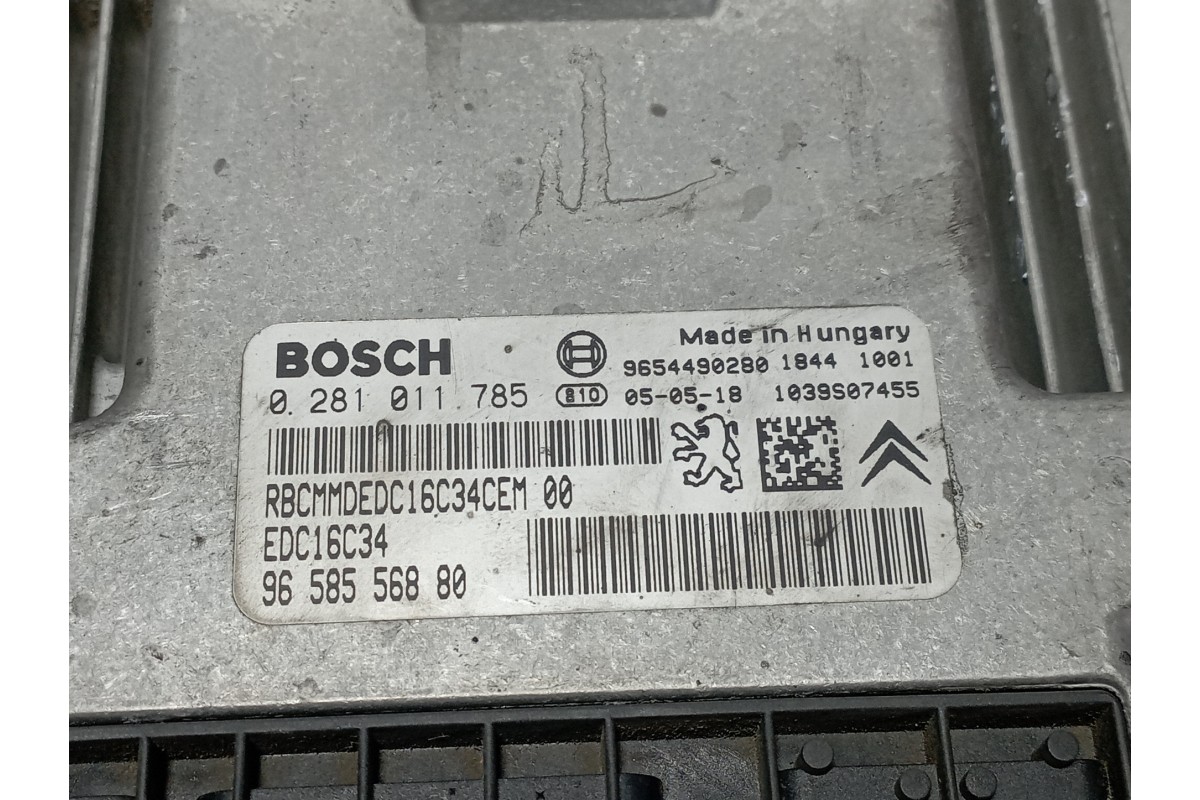 BOSCH
Made in Hungary
9654490280 1844 1001
0 281 011 785 810 05-05-18 1039S07455
RBCMMDEDC16C34CEM 00
EDC16C34
96 585 568 80